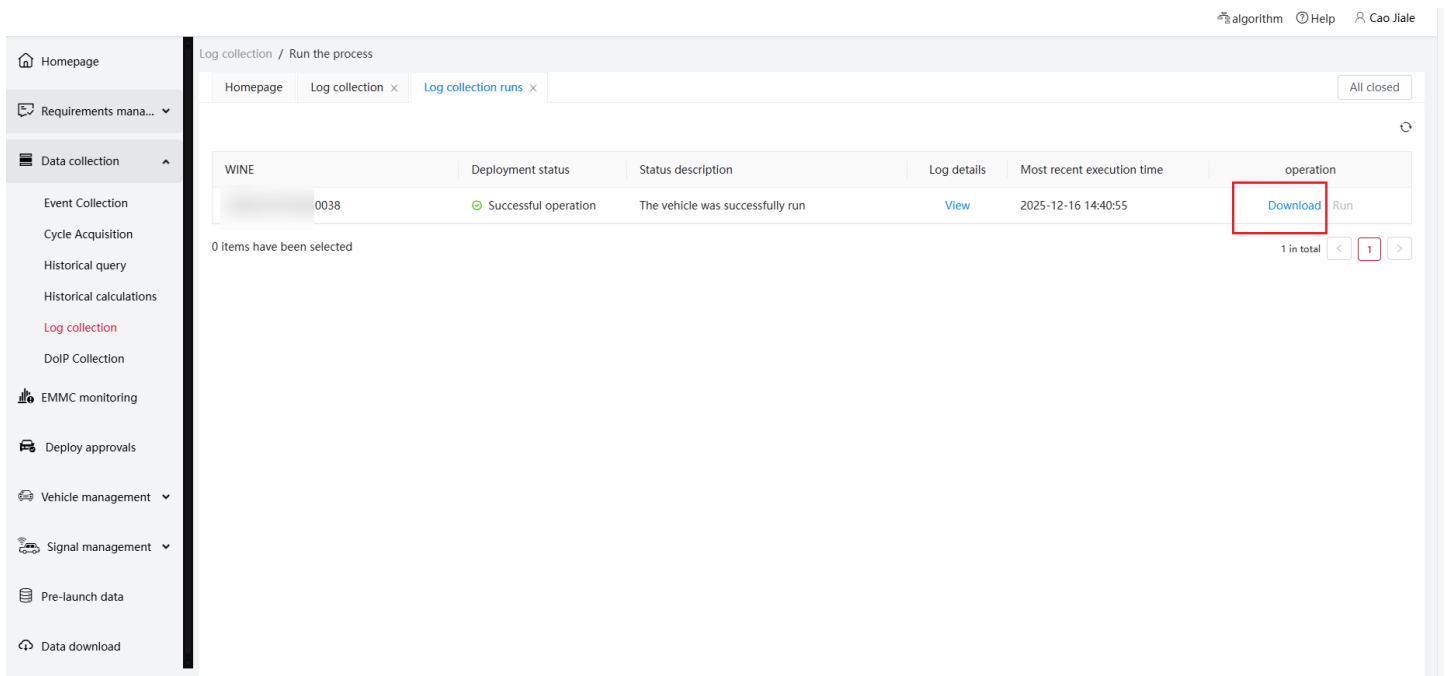 algorithm Help Cao Jiale
Log collection / Run the process
Homepage Log collection × Log collection runs × All closed
Homepage
Requirements mana...
Data collection
Event Collection
Cycle Acquisition
Historical query
Historical calculations
Log collection
DoIP Collection
EMMC monitoring
Deploy approvals
Vehicle management
Signal management
Pre-launch data
Data download
WINE Deployment status Status description Log details Most recent execution time operation
0038 Successful operation The vehicle was successfully run View 2025-12-16 14:40:55 Download Run
0 items have been selected
1 in total < 1 >